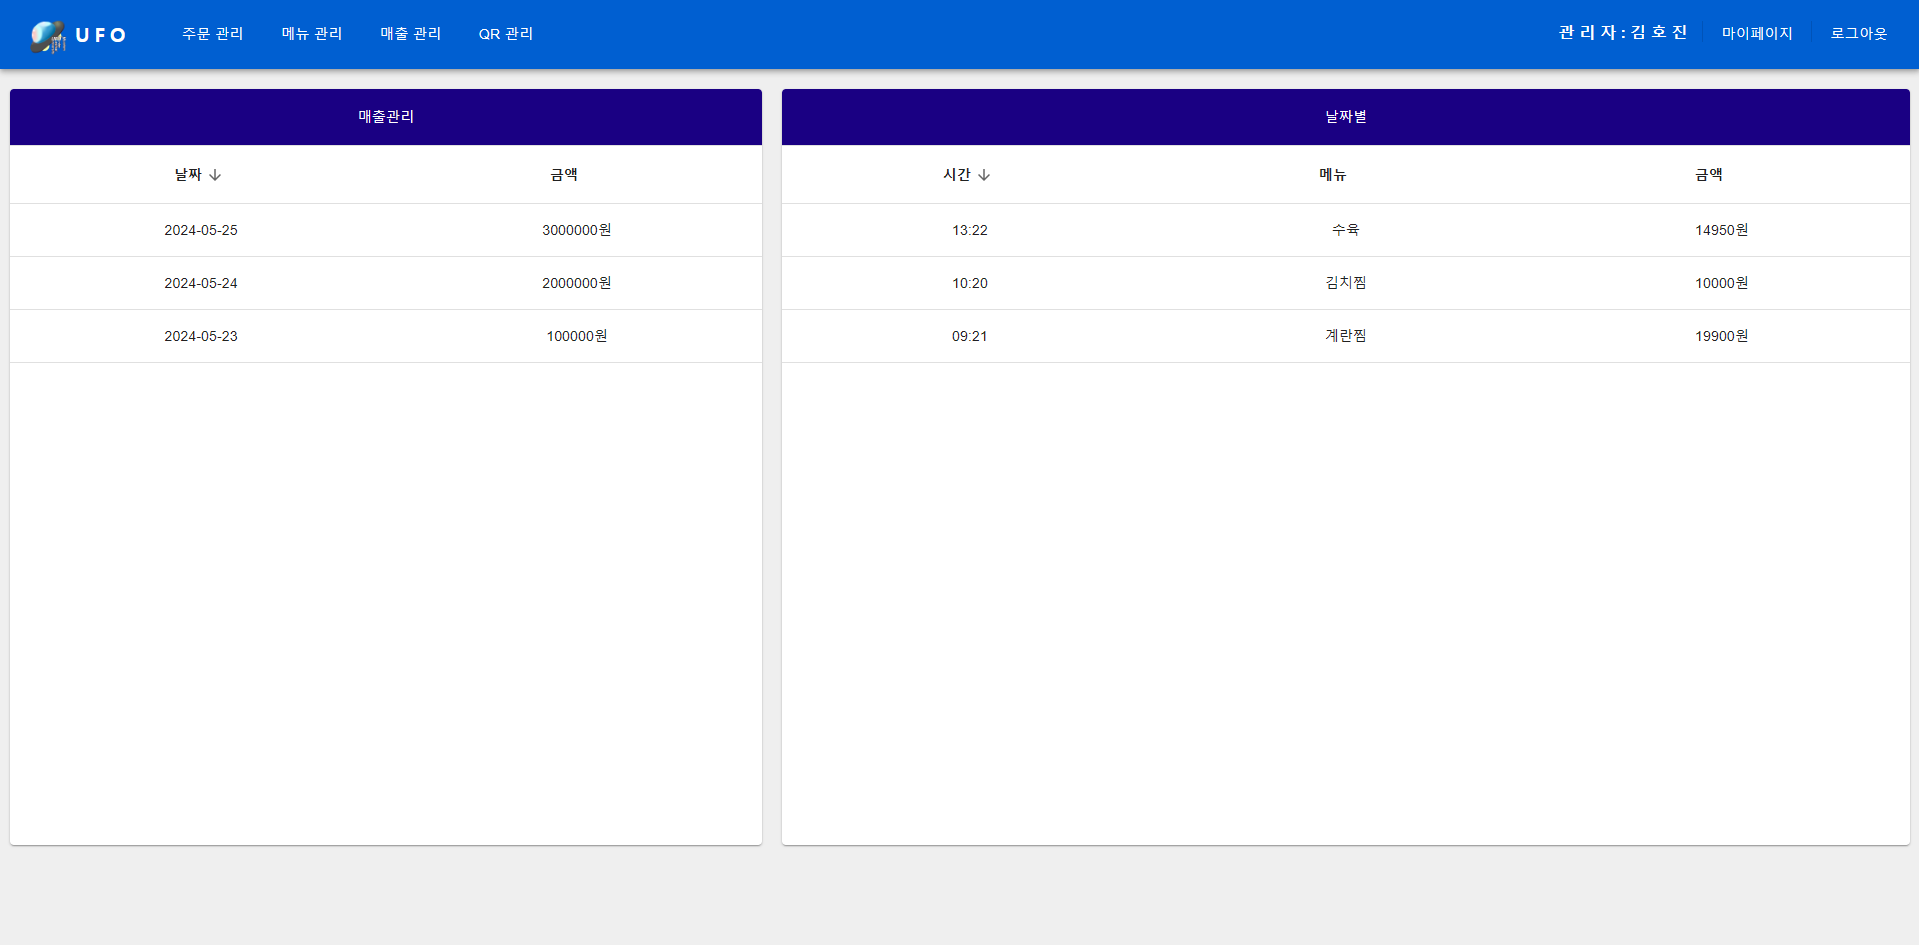 UFO 주문 관리 메뉴 관리 매출 관리 QR 관리 관리자:김호진 마이페이지 로그아웃
매출관리
날짜 금액
2024-05-25 3000000원
2024-05-24 2000000원
2024-05-23 100000원
날짜별
시간 메뉴 금액
13:22 수육 14950원
10:20 김치찜 10000원
09:21 계란찜 19900원